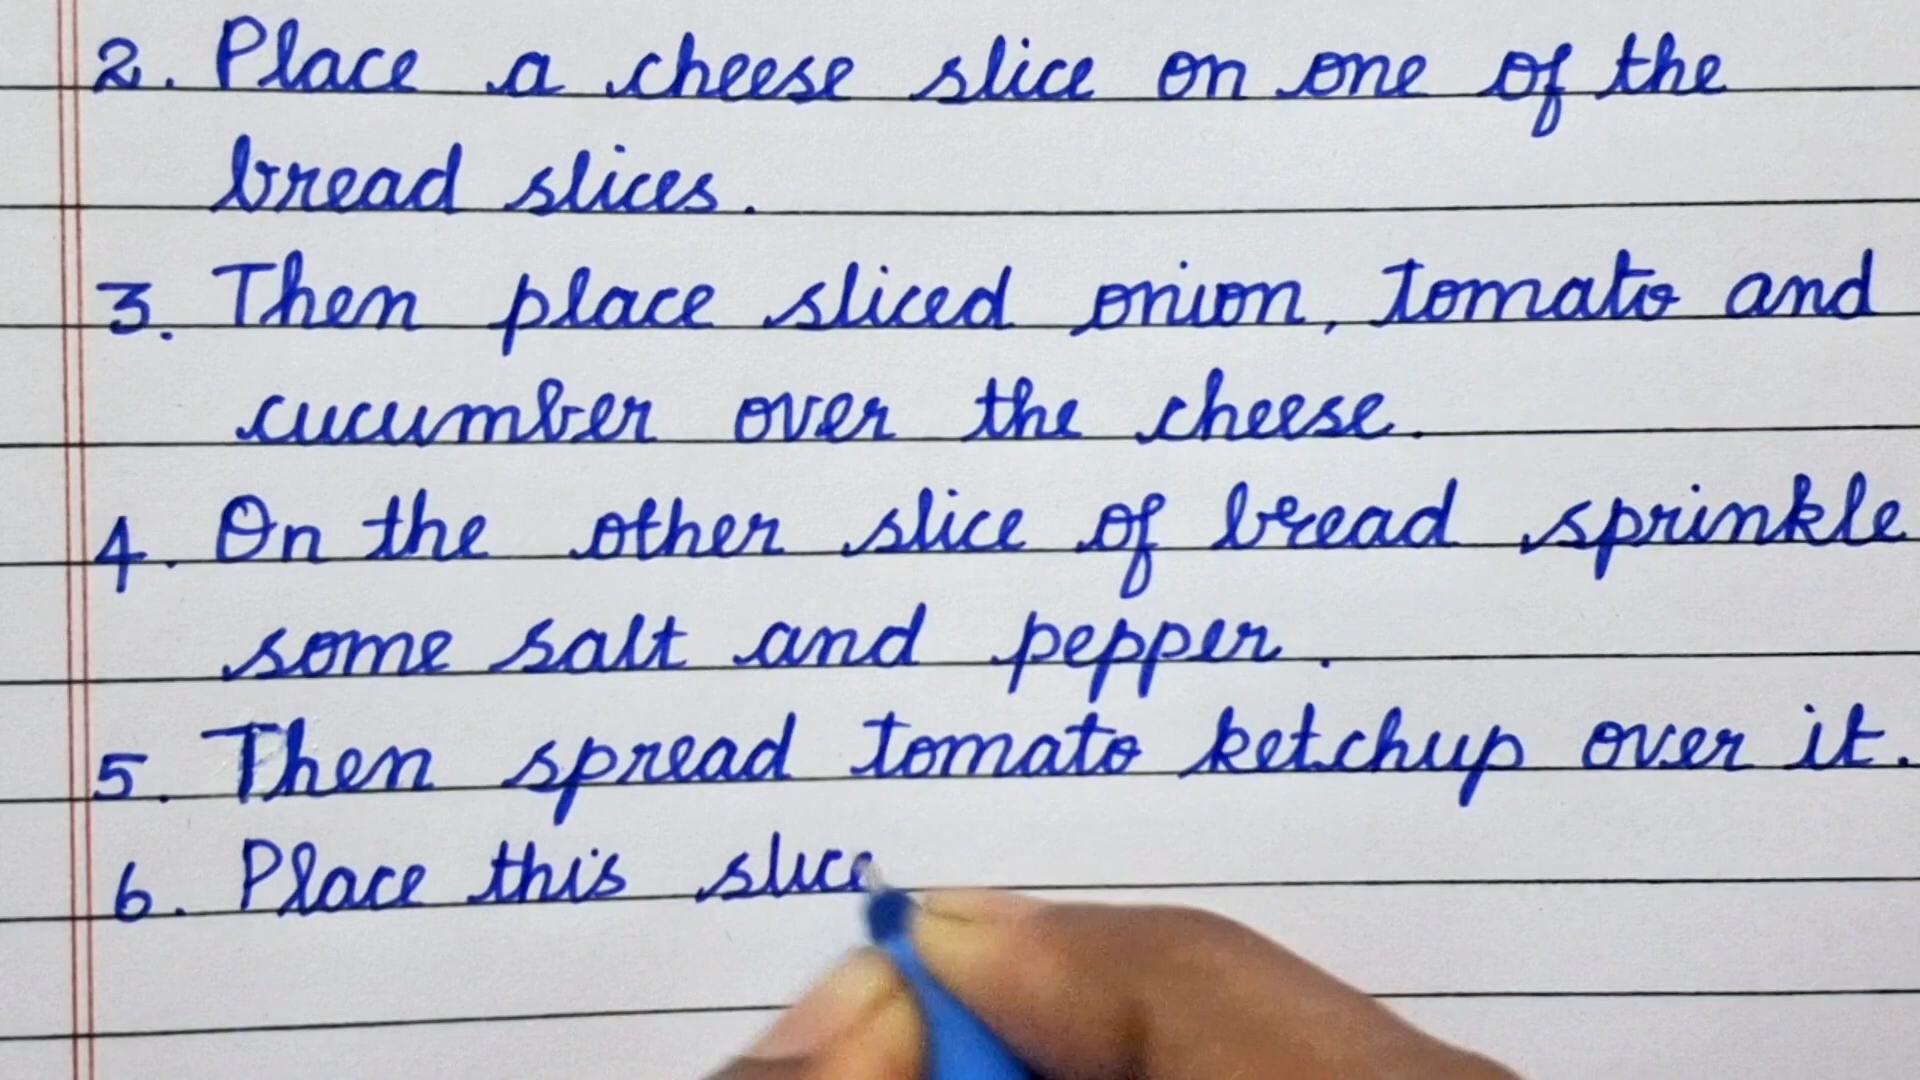 2. Place a cheese slice on one of the
bread slices.
3. Then place sliced onion, tomato and
cucumber over the cheese.
4. On the other slice of bread sprinkle
some salt and pepper.
5. Then spread tomato ketchup over it.
6. Place this slice